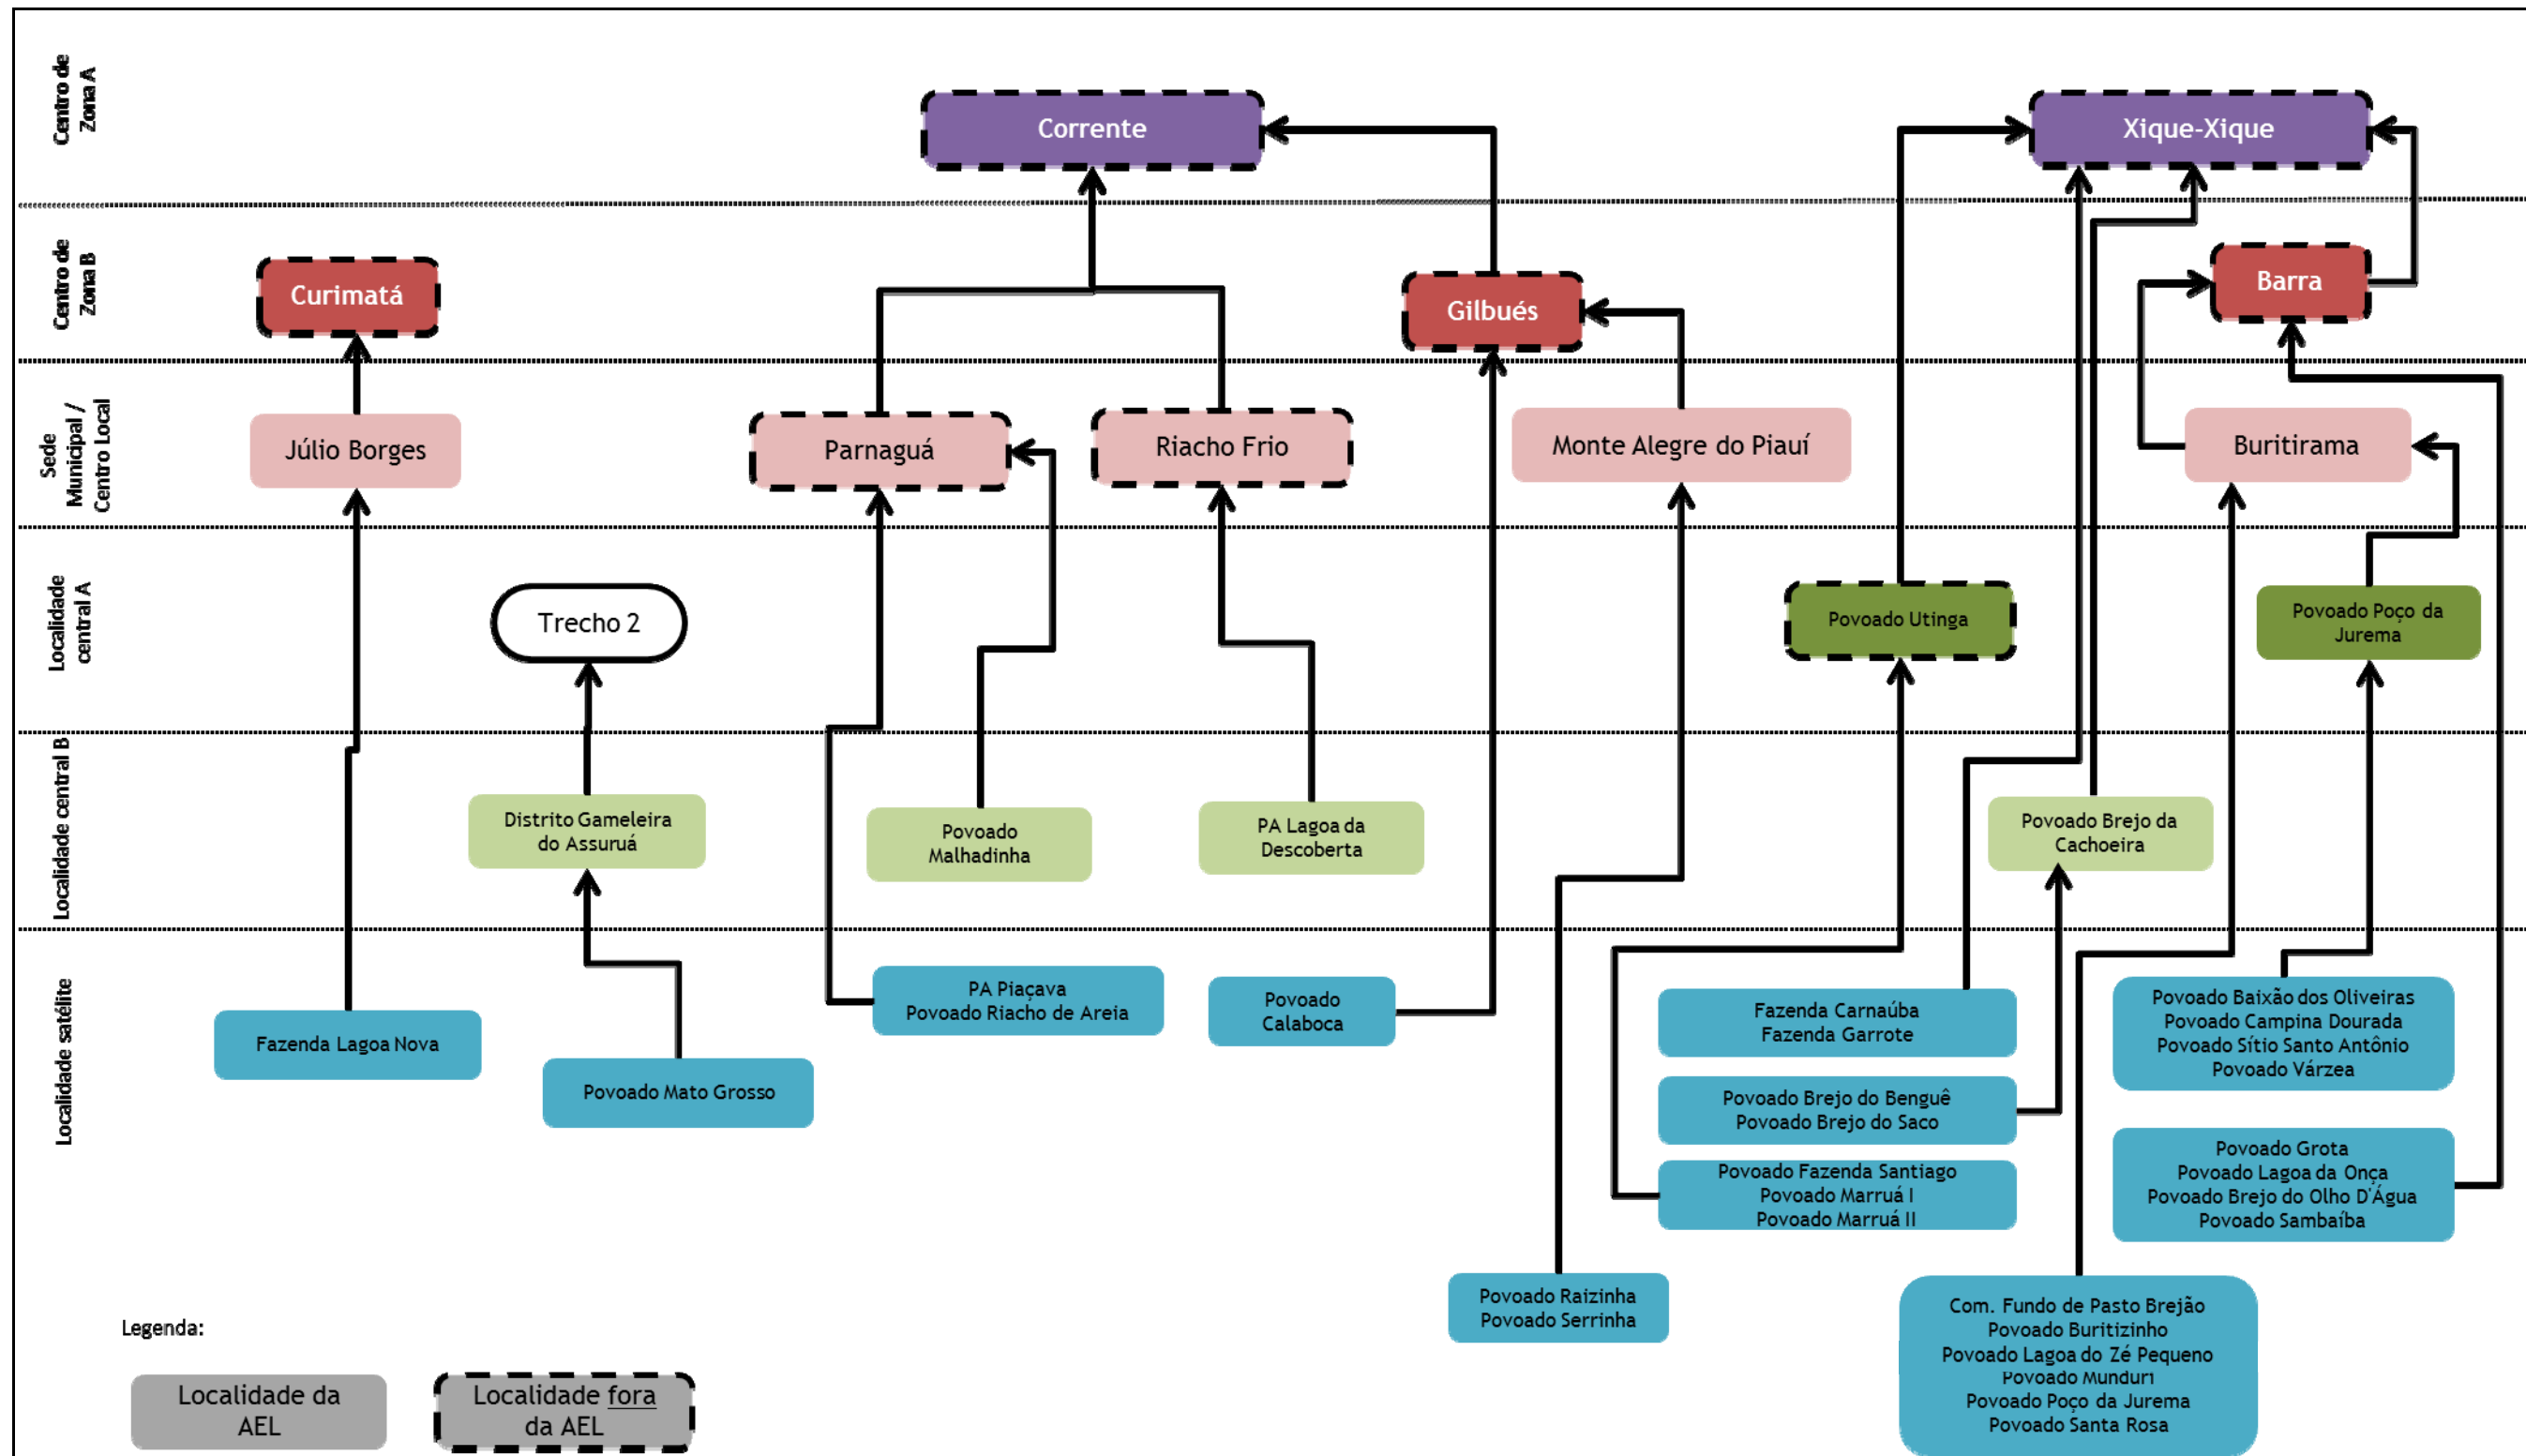 Centro de
Zona A
Corrente
Xique-Xique
Centro de
Zona B
Curimatá
Gilbués
Barra
Sede
Municipal /
Centro Local
Júlio Borges
Parnaguá
Riacho Frio
Monte Alegre do Piauí
Buritirama
Localidade
central A
Trecho 2
Povoado Utinga
Povoado Poço da
Jurema
Localidade central B
Distrito Gameleira
do Assuruá
Povoado
Malhadinha
PA Lagoa da
Descoberta
Povoado Brejo da
Cachoeira
Localidade satélite
Fazenda Lagoa Nova
Povoado Mato Grosso
PA Piaçava
Povoado Riacho de Areia
Povoado
Calaboca
Fazenda Carnaúba
Fazenda Garrote
Povoado Baixão dos Oliveiras
Povoado Campina Dourada
Povoado Sítio Santo Antônio
Povoado Várzea
Povoado Brejo do Benguê
Povoado Brejo do Saco
Povoado Fazenda Santiago
Povoado Marruá I
Povoado Marruá II
Povoado Grota
Povoado Lagoa da Onça
Povoado Brejo do Olho D'Água
Povoado Sambaíba
Povoado Raizinha
Povoado Serrinha
Com. Fundo de Pasto Brejão
Povoado Buritizinho
Povoado Lagoa do Zé Pequeno
Povoado Munduri
Povoado Poço da Jurema
Povoado Santa Rosa
Legenda:
Localidade da
AEL
Localidade fora
da AEL